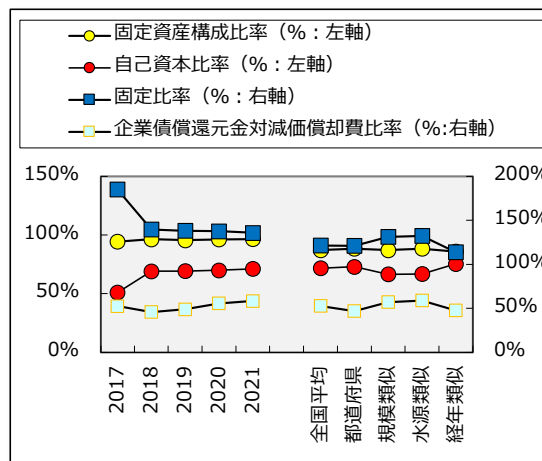 固定資産構成比率（%：左軸）
自己資本比率（%：左軸）
固定比率（%：右軸）
企業債償還元金対減価償却費比率（%:右軸）
150%
100%
50%
0%
200%
150%
100%
50%
0%
2017
2018
2019
2020
2021
全国平均
都道府県
規模類似
水源類似
経年類似